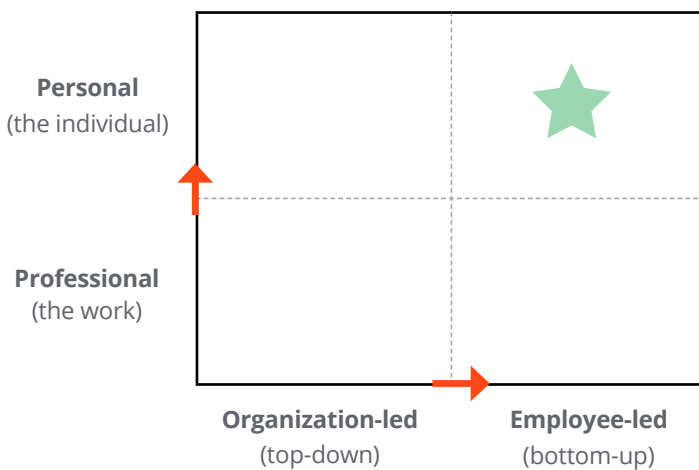 Personal
(the individual)
Professional
(the work)
Organization-led
(top-down)
Employee-led
(bottom-up)